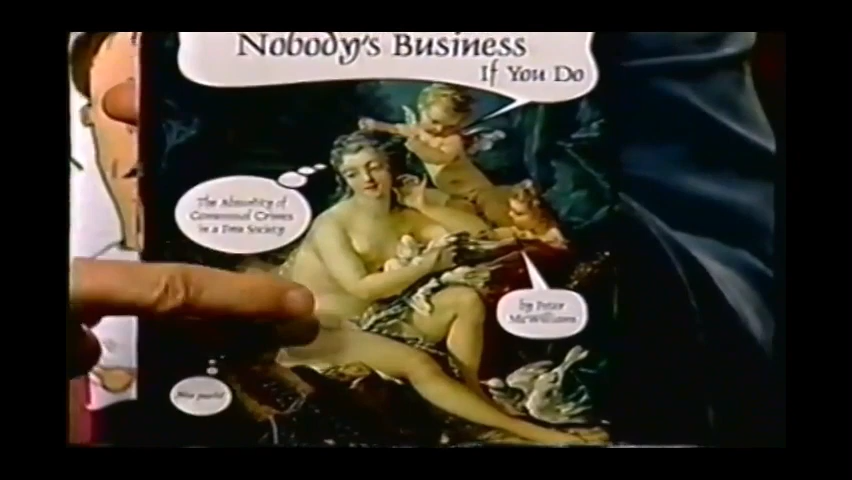 Nobody's Business
If You Do
The Absurdity of
Consensual Crimes
in a Free Society
by Peter
McWilliams